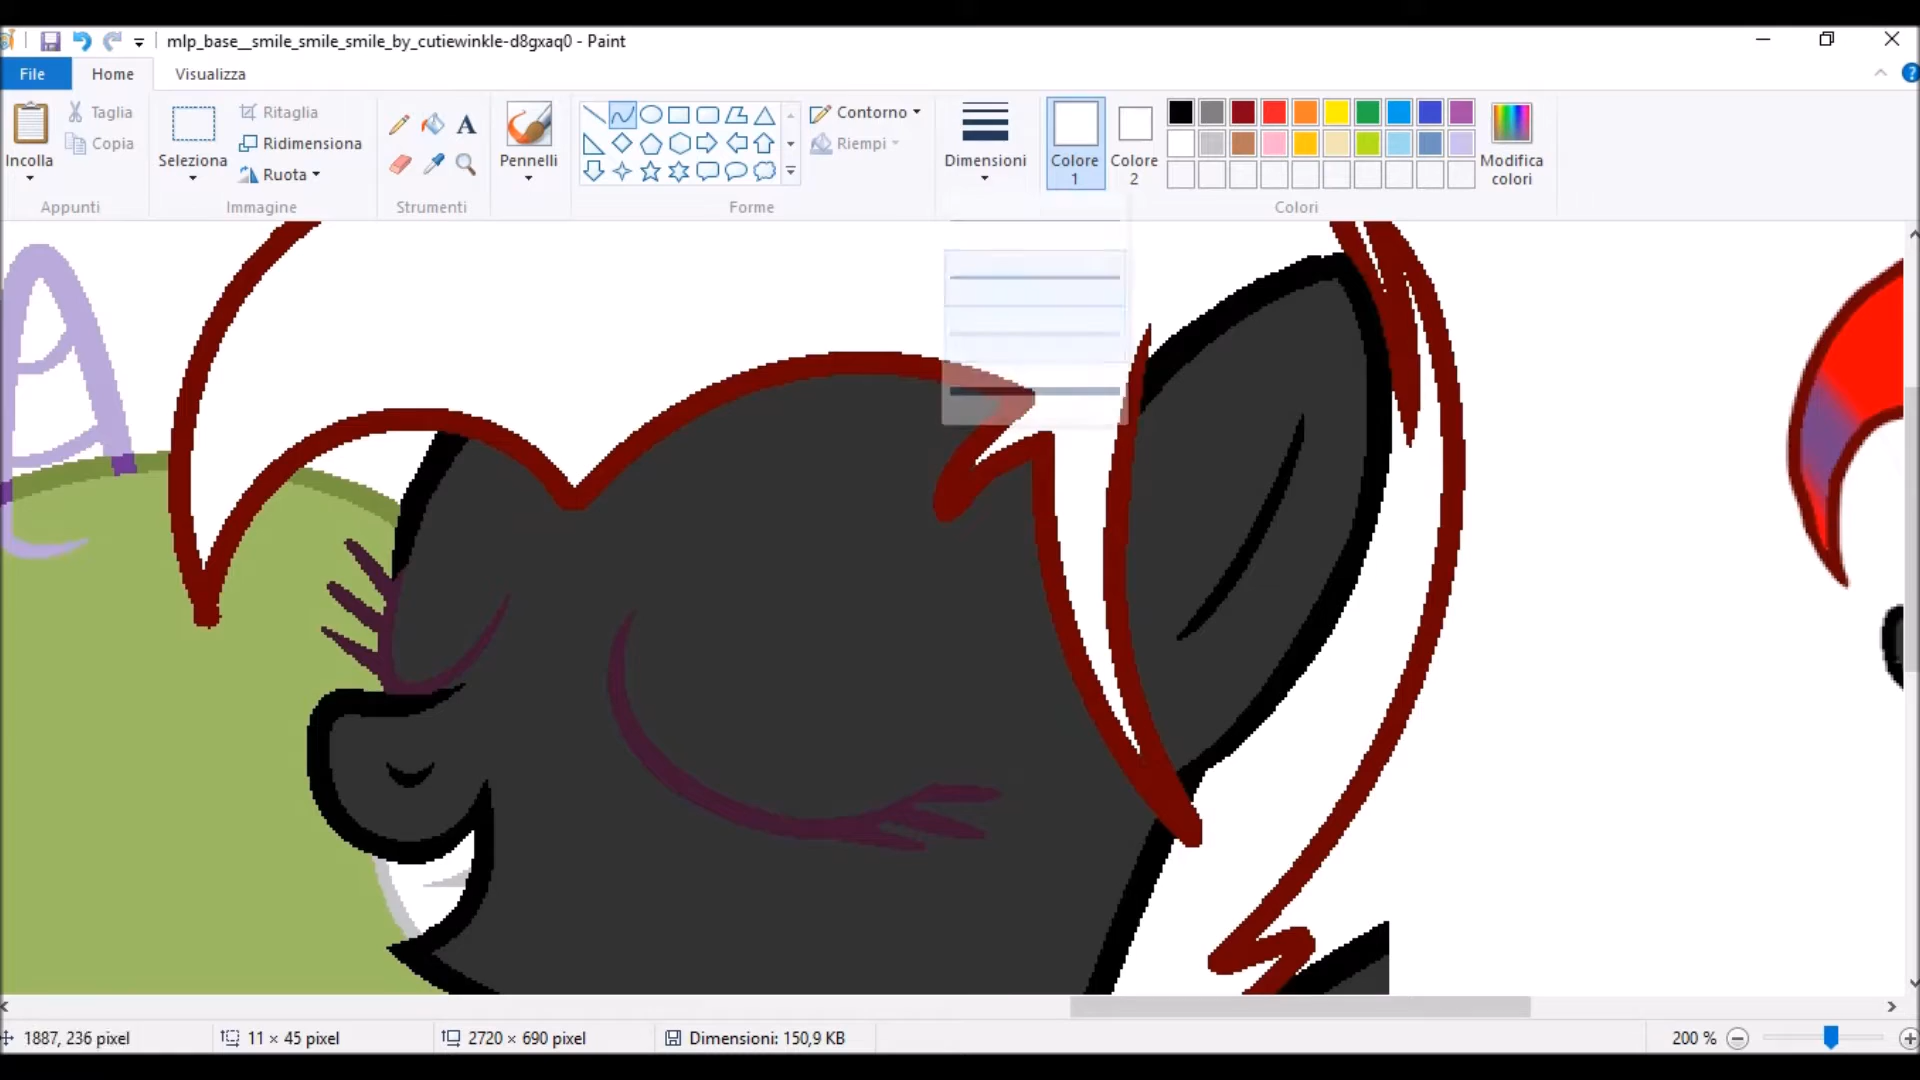 mlp_base__smile_smile_smile_by_cutiewinkle-d8gxaq0 - Paint
File Home Visualizza
Incolla
Taglia
Copia
Appunti
Seleziona
Ritaglia
Ridimensiona
Ruota
Immagine
A
Strumenti
Pennelli
Contorno
Riempi
Forme
Dimensioni
Colore
1
Colore
2
Modifica
colori
Colori
1887, 236 pixel
11 × 45 pixel
2720 × 690 pixel
Dimensioni: 150,9 KB
200 %